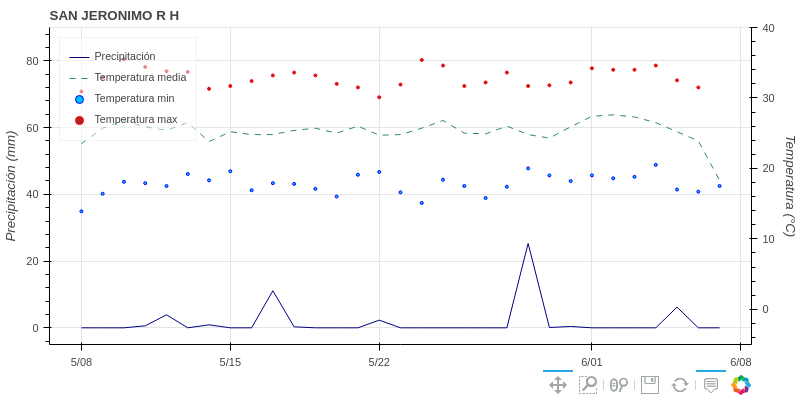 SAN JERONIMO R H
Precipitación
Temperatura media
Temperatura min
Temperatura max
Precipitación (mm)
80
60
40
20
0
Temperatura (°C)
40
30
20
10
0
5/08
5/15
5/22
6/01
6/08